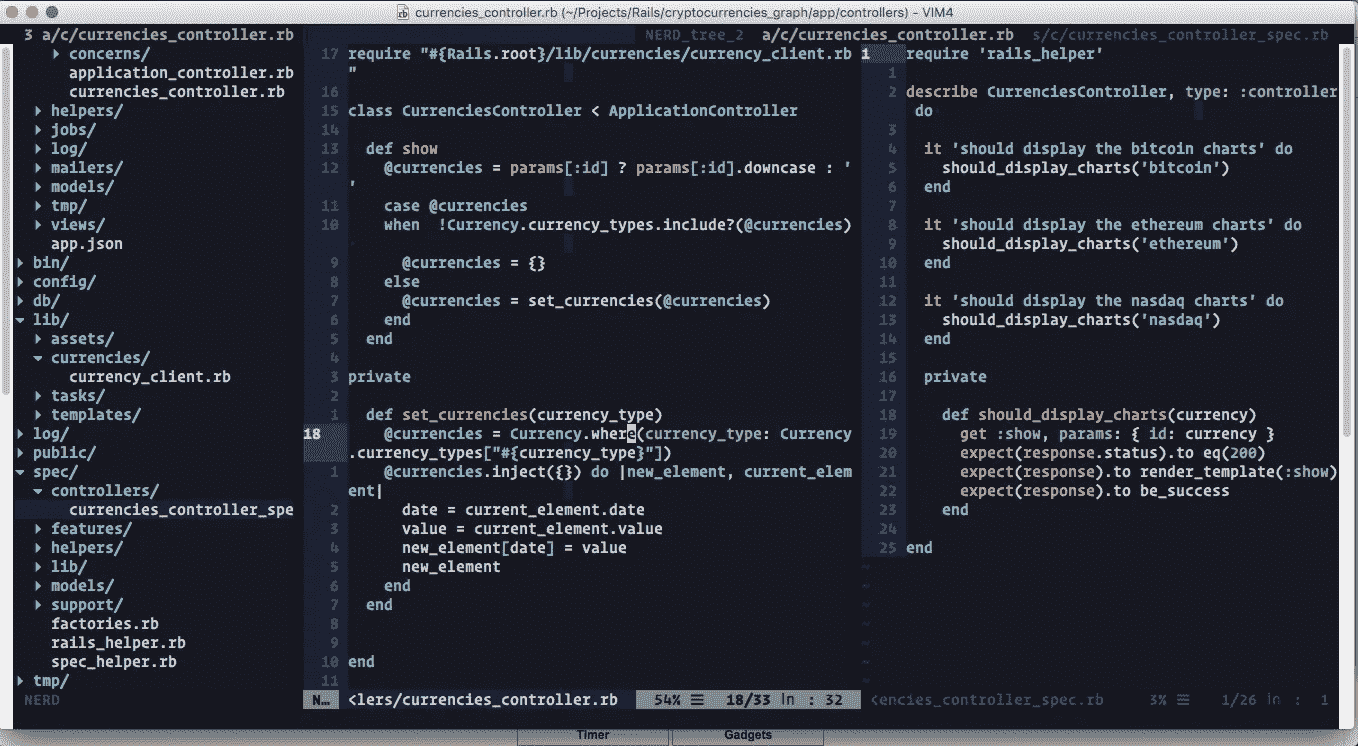 currencies_controller.rb (~/Projects/Rails/cryptocurrencies_graph/app/controllers) - VIM4
3 a/c/currencies_controller.rb
NERD_tree_2 a/c/currencies_controller.rb s/c/currencies_controller_spec.rb
▸ concerns/
application_controller.rb
currencies_controller.rb
▸ helpers/
▸ jobs/
▸ log/
▸ mailers/
▸ models/
▸ tmp/
▸ views/
app.json
▸ bin/
▸ config/
▸ db/
▾ lib/
▸ assets/
▾ currencies/
currency_client.rb
▸ tasks/
▸ templates/
▸ log/
▸ public/
▾ spec/
▾ controllers/
currencies_controller_spe
▸ features/
▸ helpers/
▸ lib/
▸ models/
▸ support/
factories.rb
rails_helper.rb
spec_helper.rb
▸ tmp/
NERD
17 require "#{Rails.root}/lib/currencies/currency_client.rb
"
16
15 class CurrenciesController < ApplicationController
14
13 def show
12 @currencies = params[:id] ? params[:id].downcase : '
'
11 case @currencies
10 when !Currency.currency_types.include?(@currencies)
9 @currencies = {}
8 else
7 @currencies = set_currencies(@currencies)
6 end
5 end
4
3 private
2
1 def set_currencies(currency_type)
18 @currencies = Currency.where(currency_type: Currency
.currency_types["#{currency_type}"])
1 @currencies.inject({}) do |new_element, current_elem
ent|
2 date = current_element.date
3 value = current_element.value
4 new_element[date] = value
5 new_element
6 end
7 end
8
9
10 end
11
N… <lers/currencies_controller.rb 54% ☰ 18/33 ln : 32
1 require 'rails_helper'
1
2 describe CurrenciesController, type: :controller
do
3
4 it 'should display the bitcoin charts' do
5 should_display_charts('bitcoin')
6 end
7
8 it 'should display the ethereum charts' do
9 should_display_charts('ethereum')
10 end
11
12 it 'should display the nasdaq charts' do
13 should_display_charts('nasdaq')
14 end
15
16 private
17
18 def should_display_charts(currency)
19 get :show, params: { id: currency }
20 expect(response.status).to eq(200)
21 expect(response).to render_template(:show)
22 expect(response).to be_success
23 end
24
25 end
~
~
~
~
~
~
~
<encies_controller_spec.rb 3% ☰ 1/26 ln : 1
Timer
Gadgets